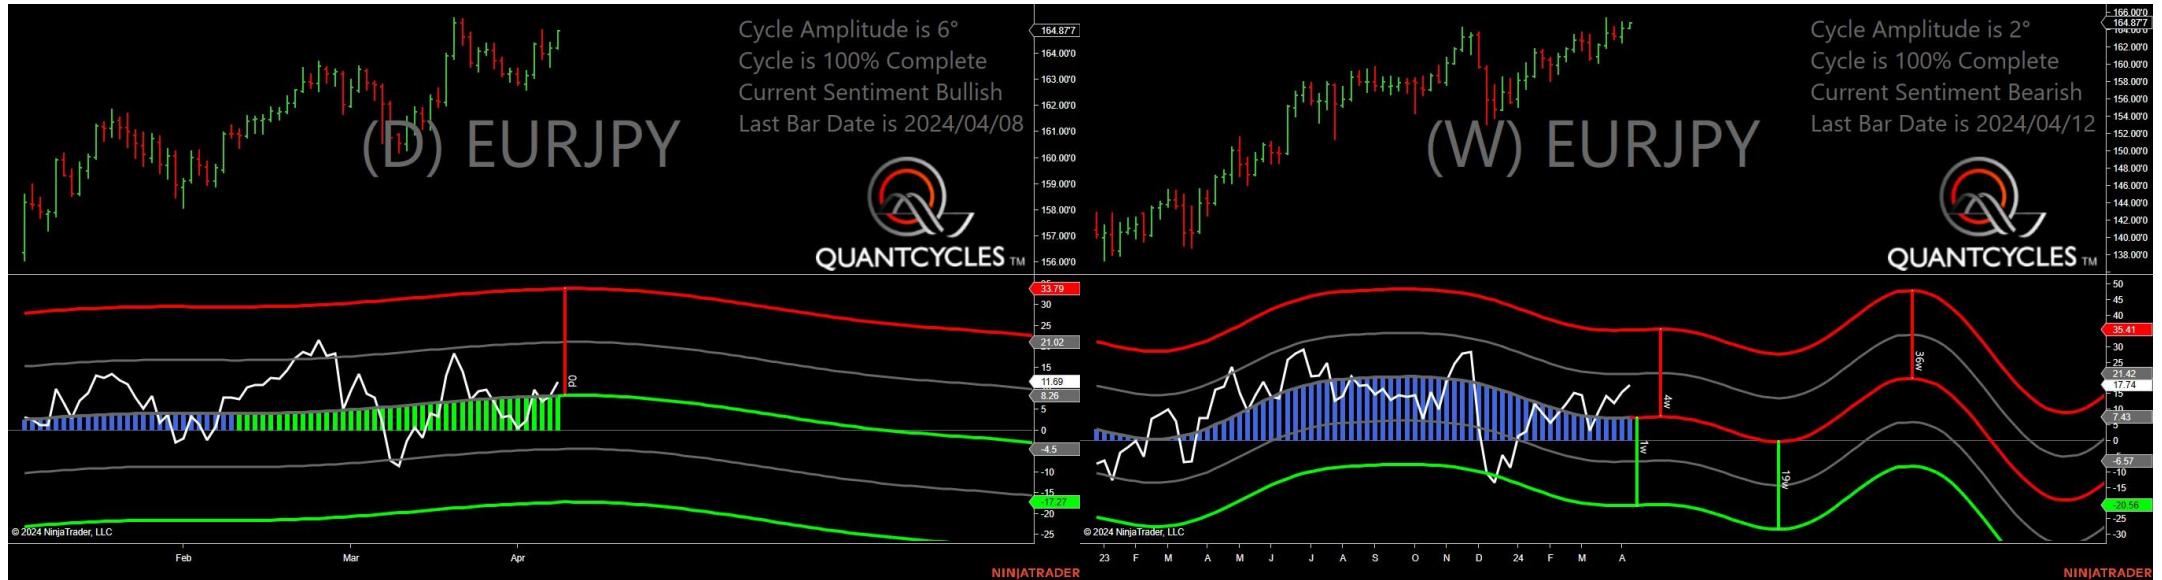 Cycle Amplitude is 6°
Cycle is 100% Complete
Current Sentiment Bullish
Last Bar Date is 2024/04/08
(D) EURJPY
QUANTCYCLES TM
164.87'7
164.00'0
163.00'0
162.00'0
161.00'0
160.00'0
159.00'0
158.00'0
157.00'0
156.00'0
33.79
30
25
21.02
15
11.69
8.26
5
0
-4.5
-10
-15
-17.27
-20
-25
0d
© 2024 NinjaTrader, LLC
Feb Mar Apr
NINJATRADER
Cycle Amplitude is 2°
Cycle is 100% Complete
Current Sentiment Bearish
Last Bar Date is 2024/04/12
(W) EURJPY
QUANTCYCLES TM
166.00'0
164.87'7
162.00'0
160.00'0
158.00'0
156.00'0
154.00'0
152.00'0
150.00'0
148.00'0
146.00'0
144.00'0
142.00'0
140.00'0
138.00'0
50
45
40
35.41
30
25
21.42
17.74
10
7.43
5
0
-6.57
-10
-15
-20.56
-25
-30
4w
1w
19w
36w
© 2024 NinjaTrader, LLC
23 F M A M J J A S O N D 24 F M A
NINJATRADER